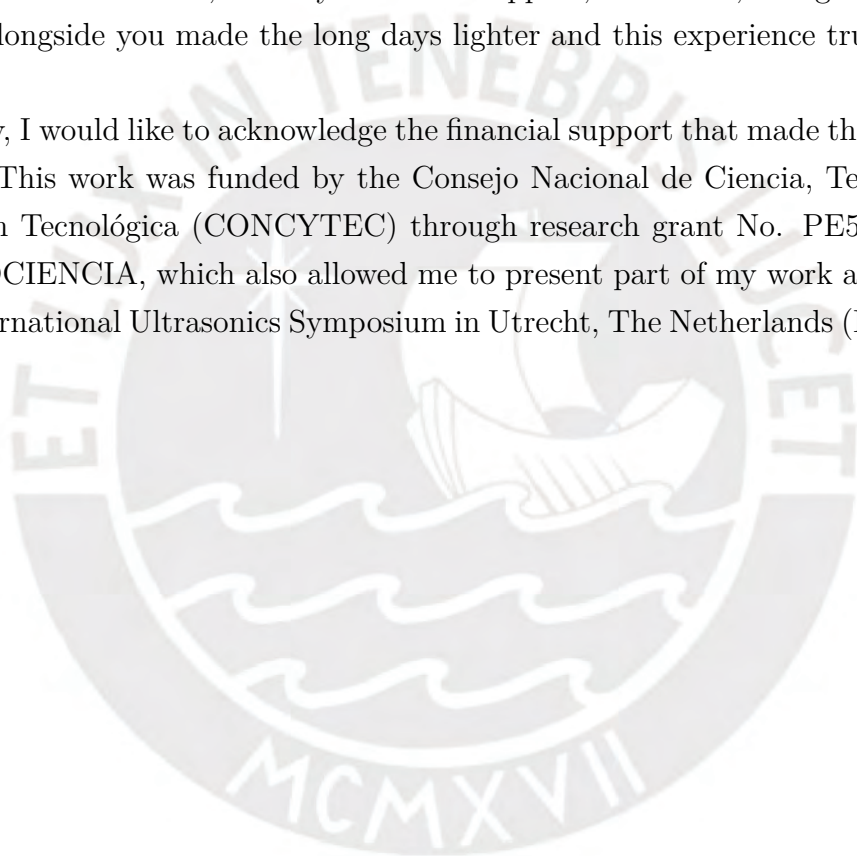 longside you made the long days lighter and this experience tru
, I would like to acknowledge the financial support that made th
This work was funded by the Consejo Nacional de Ciencia, Te
n Tecnológica (CONCYTEC) through research grant No. PE5
OCIENCIA, which also allowed me to present part of my work a
rnational Ultrasonics Symposium in Utrecht, The Netherlands (
ET LUX IN TENEBRIS LUCET
MCMXVII